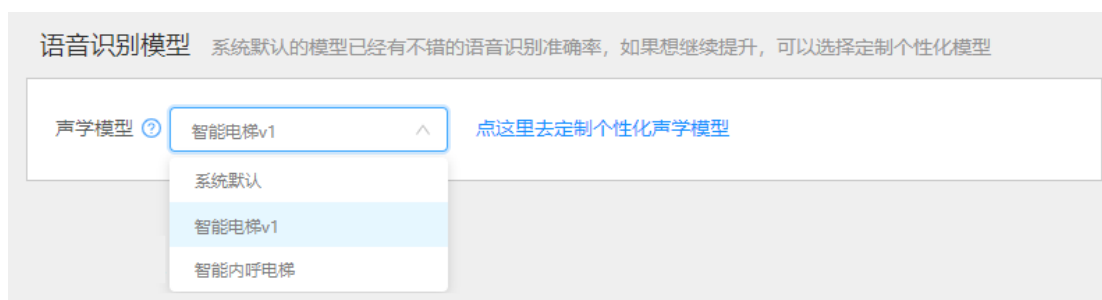 语音识别模型 系统默认的模型已经有不错的语音识别准确率，如果想继续提升，可以选择定制个性化模型
声学模型 ? 智能电梯v1 点这里去定制个性化声学模型
系统默认
智能电梯v1
智能内呼电梯